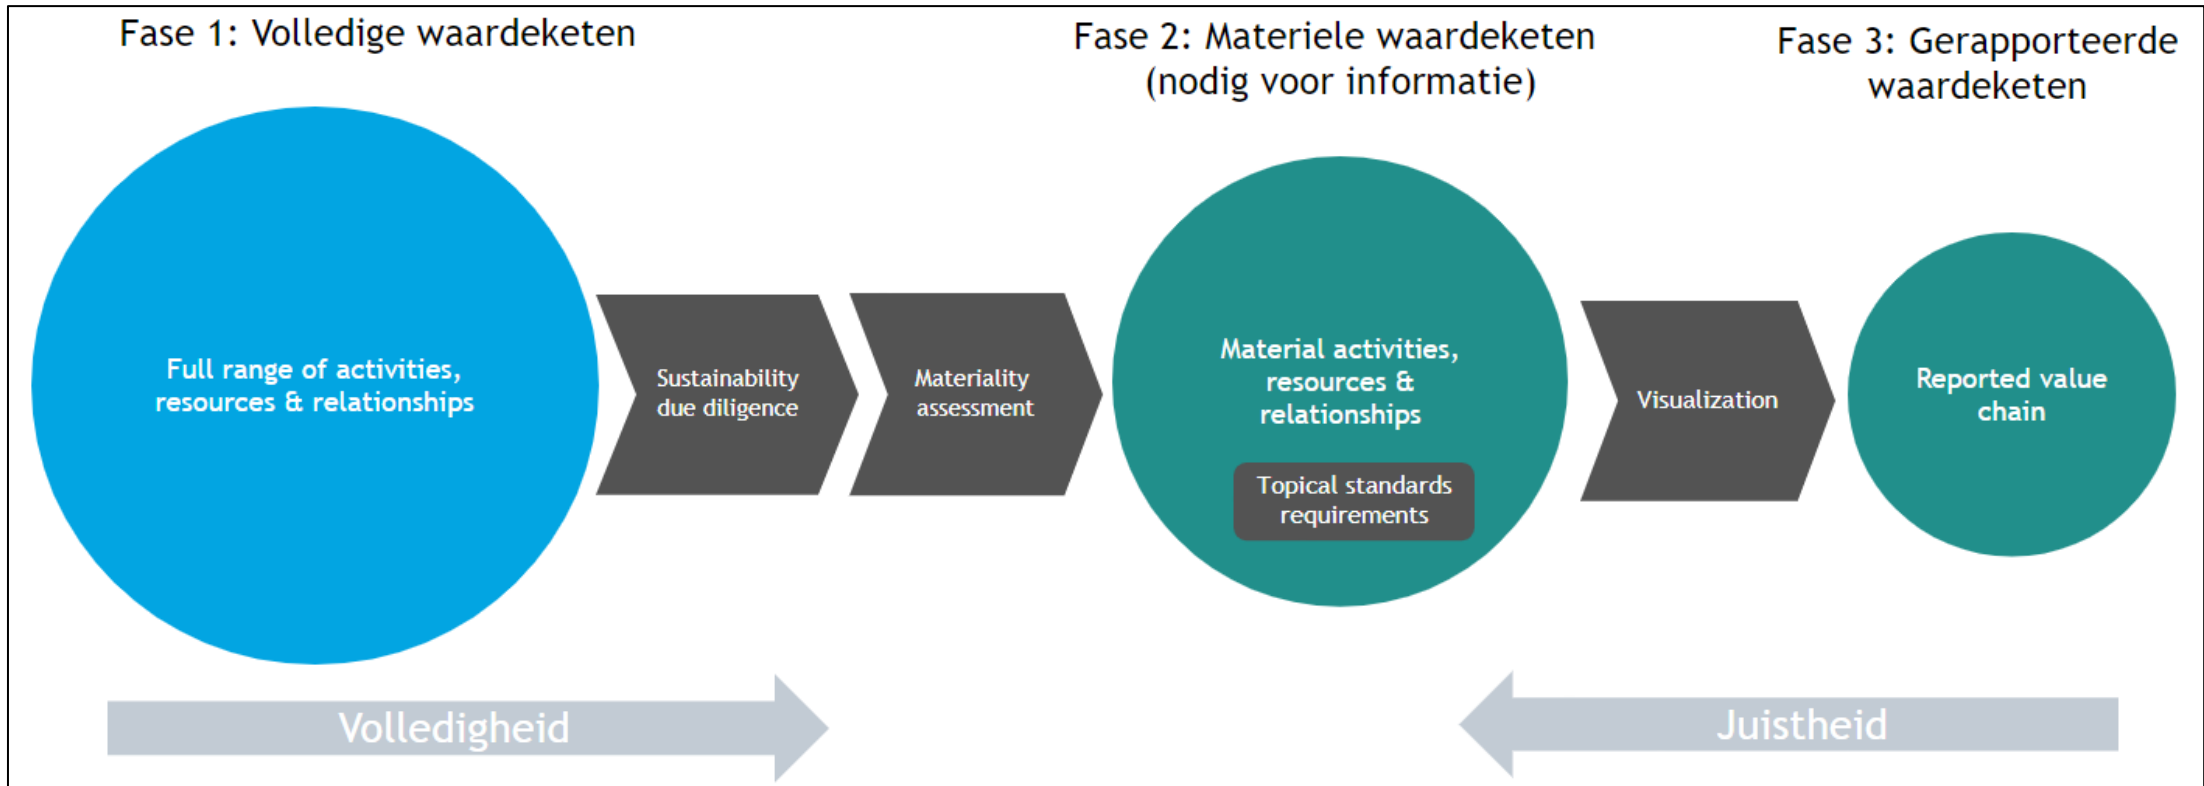 Fase 1: Volledige waardeketen
Fase 2: Materiele waardeketen
(nodig voor informatie)
Fase 3: Gerapporteerde
waardeketen
Full range of activities,
resources & relationships
Sustainability
due diligence
Materiality
assessment
Material activities,
resources &
relationships
Topical standards
requirements
Visualization
Reported value
chain
Volledigheid
Juistheid